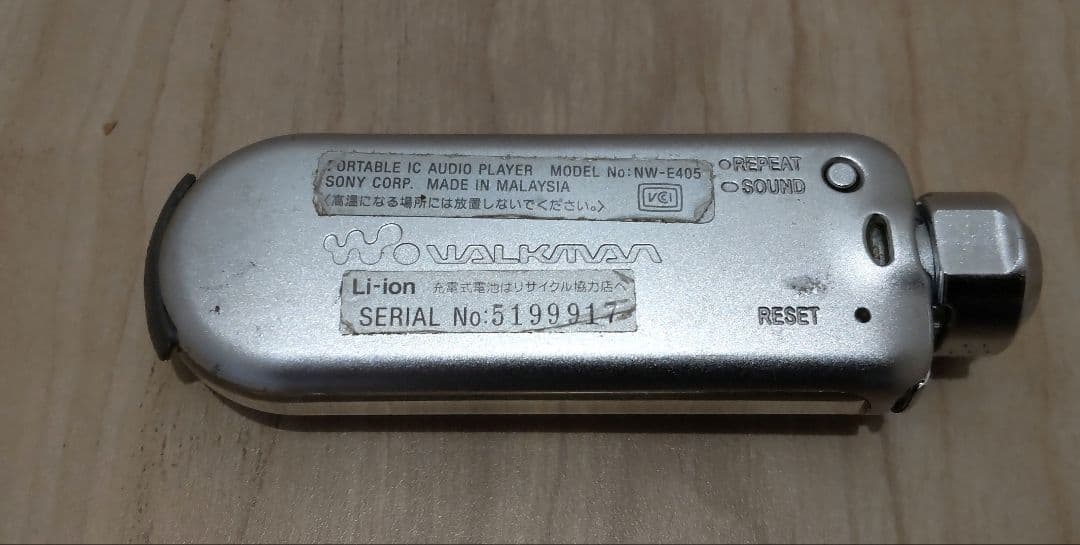 PORTABLE IC AUDIO PLAYER MODEL No:NW-E405
SONY CORP. MADE IN MALAYSIA
〈高温になる場所には放置しないでください。〉
VCCI
REPEAT
SOUND
WALKMAN
Li-ion 充電式電池はリサイクル協力店へ
SERIAL No:5199917
RESET